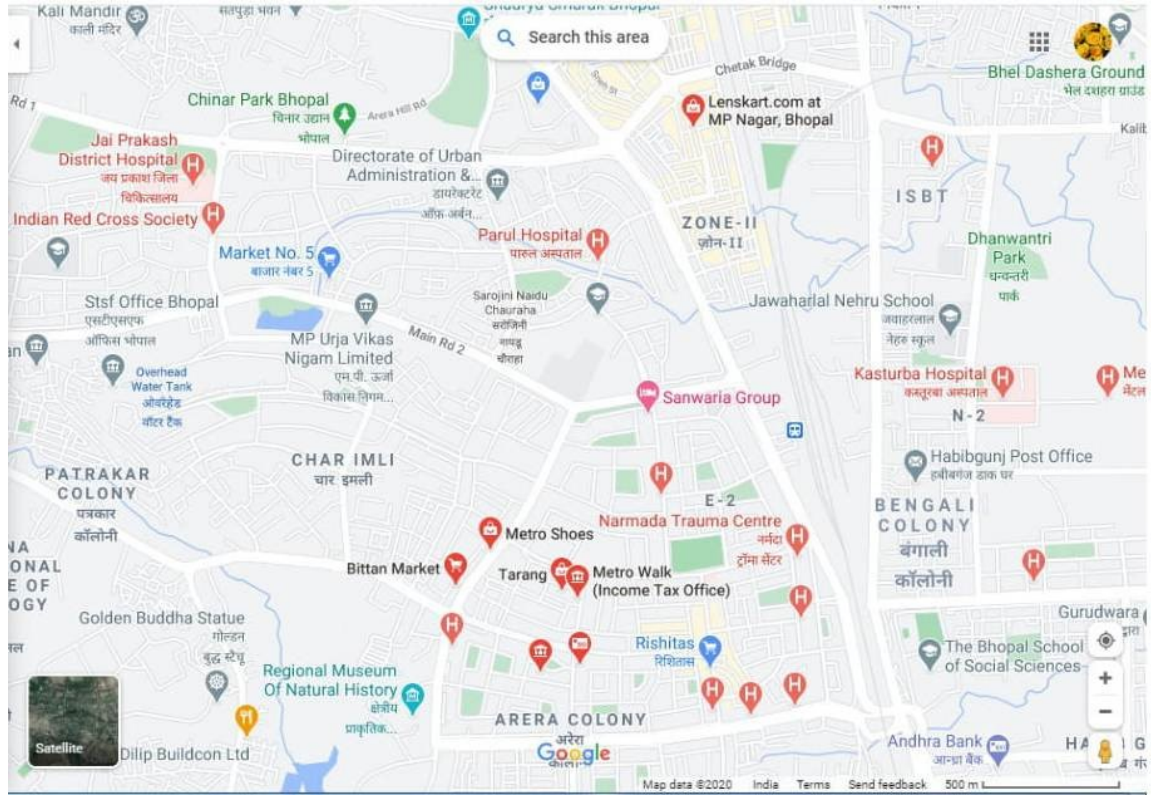 Kali Mandir
काली मंदिर
सतपुड़ा भवन
Search this area
Chetak Bridge
Bhel Dashera Ground
भेल दशहरा ग्राउंड
Rd 1
Chinar Park Bhopal
चिनार उद्यान
भोपाल
Arera Hill Rd
Lenskart.com at
MP Nagar, Bhopal
Jai Prakash
District Hospital
जय प्रकाश जिला
चिकित्सालय
Directorate of Urban
Administration &...
डायरेक्टरेट
ऑफ़ अर्बन...
ISBT
Indian Red Cross Society
Parul Hospital
पारुल अस्पताल
ZONE-II
ज़ोन-II
Market No. 5
बाजार नंबर 5
Dhanwantri
Park
धन्वन्तरी
पार्क
Stsf Office Bhopal
एसटीएसएफ
ऑफिस भोपाल
Sarojini Naidu
Chauraha
सरोजिनी
नायडू
चौराहा
Jawaharlal Nehru School
जवाहरलाल
नेहरु स्कूल
MP Urja Vikas
Nigam Limited
एम.पी. ऊर्जा
विकास निगम...
Main Rd 2
Overhead
Water Tank
ओवरहेड
वॉटर टैंक
Kasturba Hospital
कस्तूरबा अस्पताल
Me
मेंटल
Sanwaria Group
N-2
PATRAKAR
COLONY
पत्रकार
कॉलोनी
CHAR IMLI
चार इमली
Habibgunj Post Office
हबीबगंज डाक घर
E-2
BENGALI
COLONY
बंगाली
कॉलोनी
Narmada Trauma Centre
नर्मदा
ट्रॉमा सेंटर
Metro Shoes
Bittan Market
Tarang
Metro Walk
(Income Tax Office)
NA
ONAL
E OF
OGY
Golden Buddha Statue
गोल्डन
बुद्ध स्टैचू
Rishitas
रिशितास
Gurudwara
The Bhopal School
of Social Sciences
Regional Museum
Of Natural History
क्षेत्रीय
प्राकृतिक...
ARERA COLONY
अरेरा
Google
Satellite
Dilip Buildcon Ltd
Andhra Bank
आन्ध्रा बैंक
Map data ©2020 India Terms Send feedback 500 m